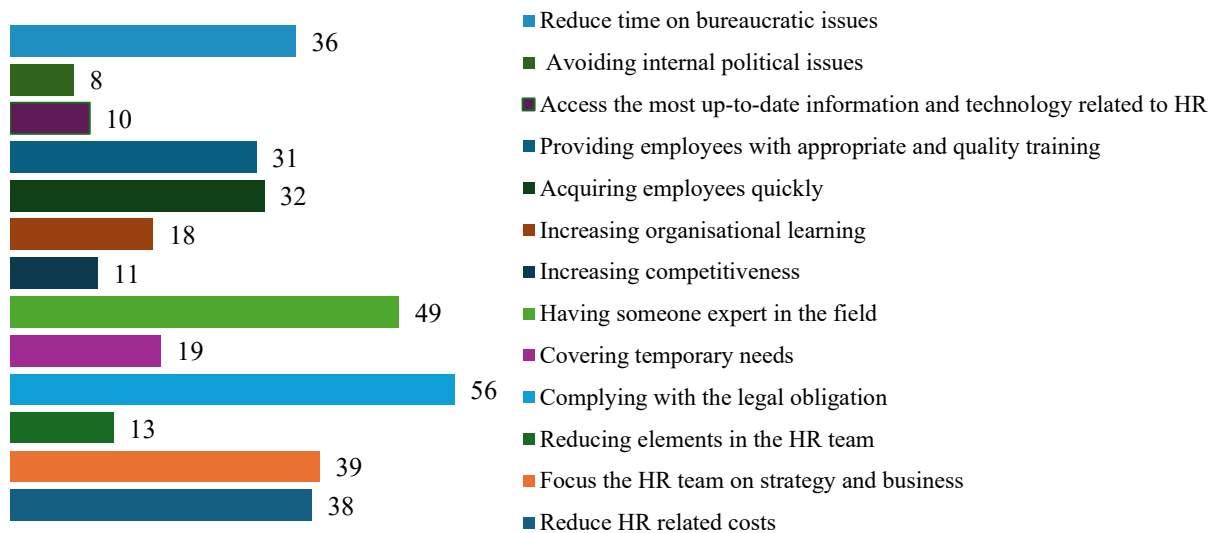 36
8
10
31
32
18
11
49
19
56
13
39
38
Reduce time on bureaucratic issues
Avoiding internal political issues
Access the most up-to-date information and technology related to HR
Providing employees with appropriate and quality training
Acquiring employees quickly
Increasing organisational learning
Increasing competitiveness
Having someone expert in the field
Covering temporary needs
Complying with the legal obligation
Reducing elements in the HR team
Focus the HR team on strategy and business
Reduce HR related costs